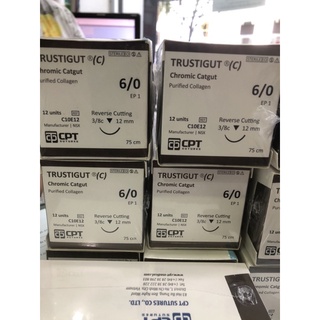 TRUSTIGUT ®(C)
Chromic Catgut
Purified Collagen
6/0
EP 1
12 units
C10E12
Reverse Cutting
3/8c 12 mm
CPT
SUTURES
75 cm
TRUSTIGUT ®(C)
Chromic Catgut
Purified Collagen
6/0
EP 1
12 units
C10E12
Reverse Cutting
3/8c 12 mm
CPT
SUTURES
75 cm
TRUSTIGUT ®(C)
Chromic Catgut
Purified Collagen
6/0
EP 1
12 units
C10E12
Reverse Cutting
3/8c 12 mm
CPT
75 cm
TRUSTIGUT ®(C)
Chromic Catgut
Purified Collagen
6/0
EP 1
12 units
C10E12
Reverse Cutting
3/8c 12 mm
CPT
75 cm
CPT SUTURES CO., LTD.